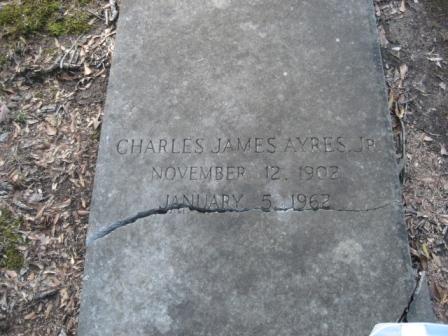 CHARLES JAMES AYRES, JR.
NOVEMBER 12, 1902
JANUARY 5, 1962